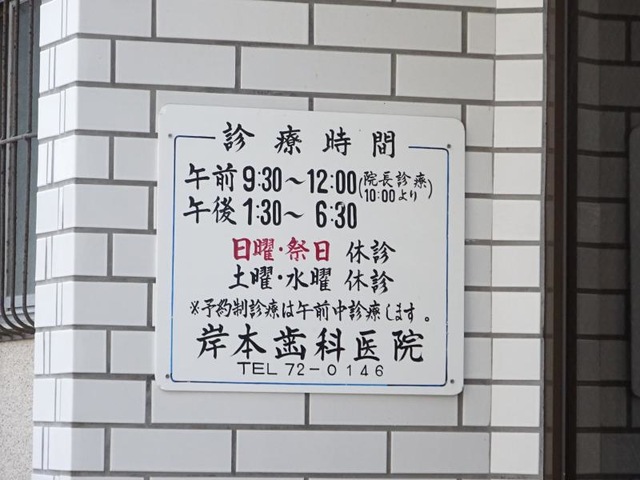 診療時間
午前 9:30～12:00(院長診療 10:00より)
午後 1:30～ 6:30
日曜・祭日 休診
土曜・水曜 休診
※予約制診療は午前中診療します。
岸本歯科医院
TEL 72-0146